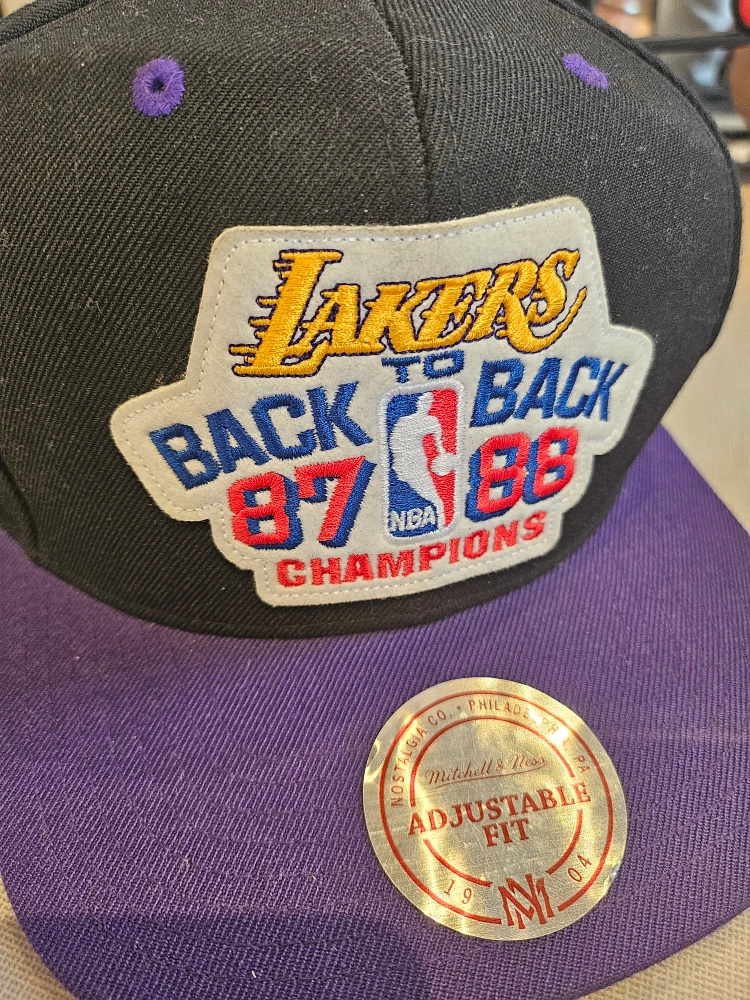 LAKERS
TO
BACK BACK
87 NBA 88
CHAMPIONS
NOSTALGIA CO. • PHILADELPHIA, PA
Mitchell & Ness
ADJUSTABLE
FIT
19 04